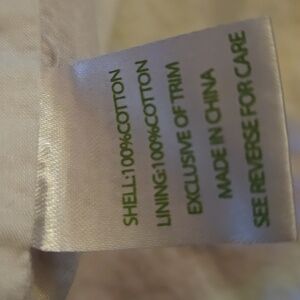 SHELL:100%COTTON
LINING:100%COTTON
EXCLUSIVE OF TRIM
MADE IN CHINA
SEE REVERSE FOR CARE